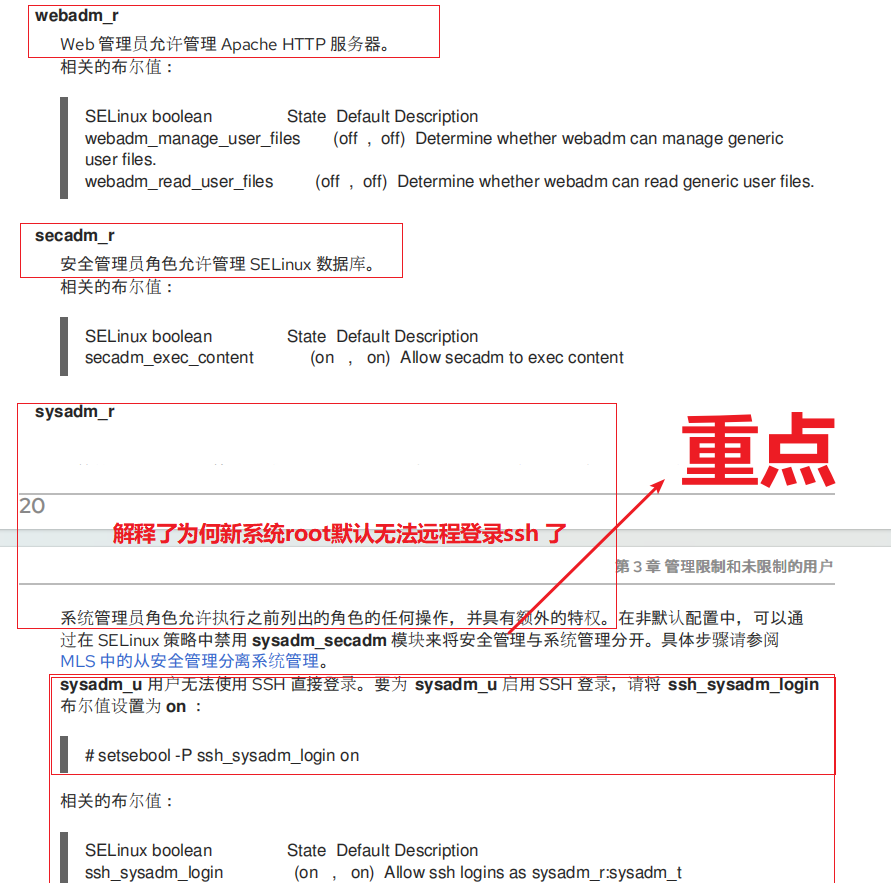 webadm_r
Web 管理员允许管理 Apache HTTP 服务器。
相关的布尔值：
SELinux boolean State Default Description
webadm_manage_user_files (off , off) Determine whether webadm can manage generic
user files.
webadm_read_user_files (off , off) Determine whether webadm can read generic user files.
secadm_r
安全管理员角色允许管理 SELinux 数据库。
相关的布尔值：
SELinux boolean State Default Description
secadm_exec_content (on , on) Allow secadm to exec content
sysadm_r
重点
20
解释了为何新系统root默认无法远程登录ssh 了
第 3 章 管理限制和未限制的用户
系统管理员角色允许执行之前列出的角色的任何操作，并具有额外的特权。在非默认配置中，可以通
过在 SELinux 策略中禁用 sysadm_secadm 模块来将安全管理与系统管理分开。具体步骤请参阅
MLS 中的从安全管理分离系统管理。
sysadm_u 用户无法使用 SSH 直接登录。要为 sysadm_u 启用 SSH 登录，请将 ssh_sysadm_login
布尔值设置为 on ：
# setsebool -P ssh_sysadm_login on
相关的布尔值：
SELinux boolean State Default Description
ssh_sysadm_login (on , on) Allow ssh logins as sysadm_r:sysadm_t